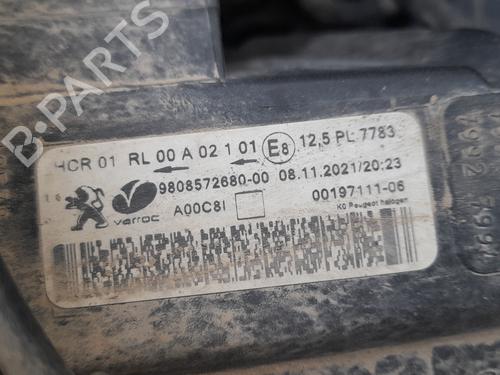 HCR 01 RL 00 A 02 1 01 E8 12,5 PL 7783
varroc 9808572680-00 08.11.2021/20:23
A00C8I 00197111-06
K0 Peugeot halogen
B-PARTS
7992